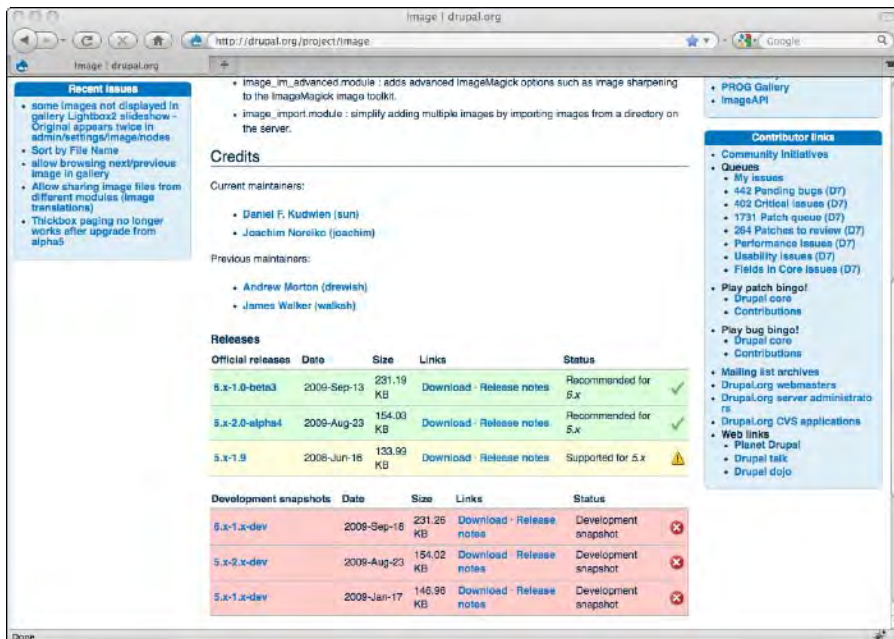 Image | drupal.org
http://drupal.org/project/image
Google
Image | drupal.org
Recent issues
some images not displayed in
gallery Lightbox2 slideshow -
Original appears twice in
admin/settings/image/nodes
Sort by File Name
allow browsing next/previous
image in gallery
Allow sharing image files from
different modules (image
translations)
Thickbox paging no longer
works after upgrade from
alpha5
image_im_advanced.module : adds advanced ImageMagick options such as image sharpening
to the ImageMagick image toolkit.
image_import.module : simplify adding multiple images by importing images from a directory on
the server.
Credits
Current maintainers:
Daniel F. Kudwien (sun)
Joachim Noreiko (joachim)
Previous maintainers:
Andrew Morton (drewish)
James Walker (walkah)
Releases
Official releases Date Size Links Status
6.x-1.0-beta3 2009-Sep-13 231.19 KB Download · Release notes Recommended for 6.x
5.x-2.0-alpha4 2009-Aug-23 154.03 KB Download · Release notes Recommended for 5.x
5.x-1.9 2008-Jun-16 133.99 KB Download · Release notes Supported for 5.x
Development snapshots Date Size Links Status
6.x-1.x-dev 2009-Sep-18 231.26 KB Download · Release notes Development snapshot
5.x-2.x-dev 2009-Aug-23 154.02 KB Download · Release notes Development snapshot
5.x-1.x-dev 2009-Jan-17 146.96 KB Download · Release notes Development snapshot
PROG Gallery
ImageAPI
Contributor links
Community initiatives
Queues
My issues
442 Pending bugs (D7)
402 Critical issues (D7)
1731 Patch queue (D7)
264 Patches to review (D7)
Performance issues (D7)
Usability issues (D7)
Fields in Core issues (D7)
Play patch bingo!
Drupal core
Contributions
Play bug bingo!
Drupal core
Contributions
Mailing list archives
Drupal.org webmasters
Drupal.org server administrato
rs
Drupal.org CVS applications
Web links
Planet Drupal
Drupal talk
Drupal dojo
Done